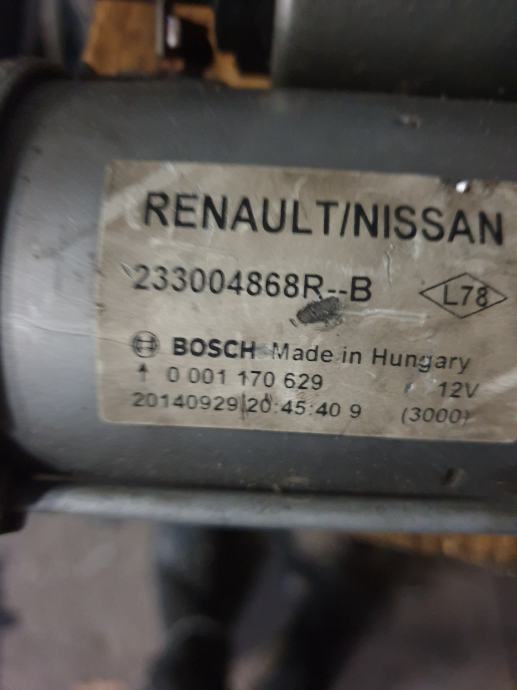 RENAULT/NISSAN
233004868R--B L78
BOSCH Made in Hungary
0 001 170 629 12V
20140929 20:45:40 9 (3000)